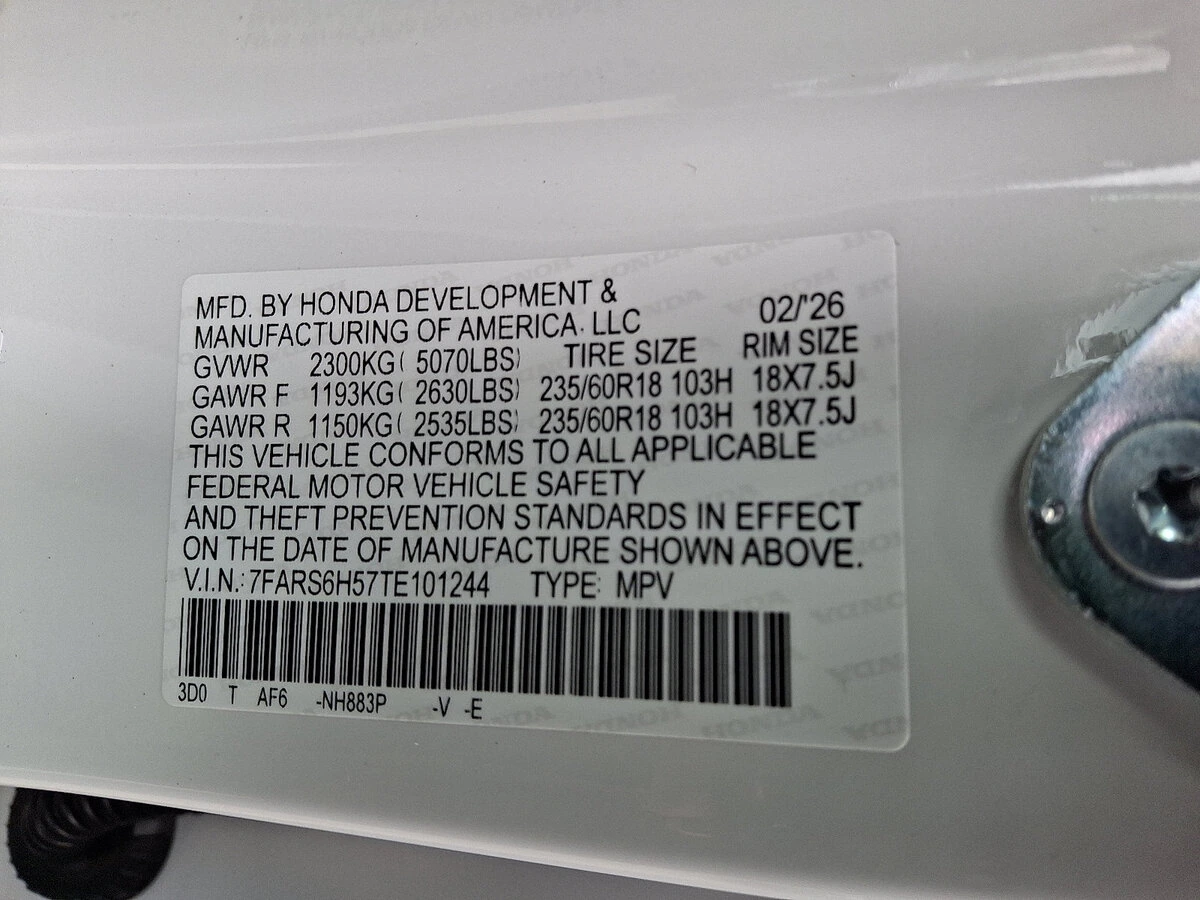 MFD. BY HONDA DEVELOPMENT &
MANUFACTURING OF AMERICA. LLC 02/'26
GVWR 2300KG( 5070LBS) TIRE SIZE RIM SIZE
GAWR F 1193KG( 2630LBS) 235/60R18 103H 18X7.5J
GAWR R 1150KG( 2535LBS) 235/60R18 103H 18X7.5J
THIS VEHICLE CONFORMS TO ALL APPLICABLE
FEDERAL MOTOR VEHICLE SAFETY
AND THEFT PREVENTION STANDARDS IN EFFECT
ON THE DATE OF MANUFACTURE SHOWN ABOVE.
V.I.N.: 7FARS6H57TE101244 TYPE: MPV
3D0 T AF6 -NH883P -V -E